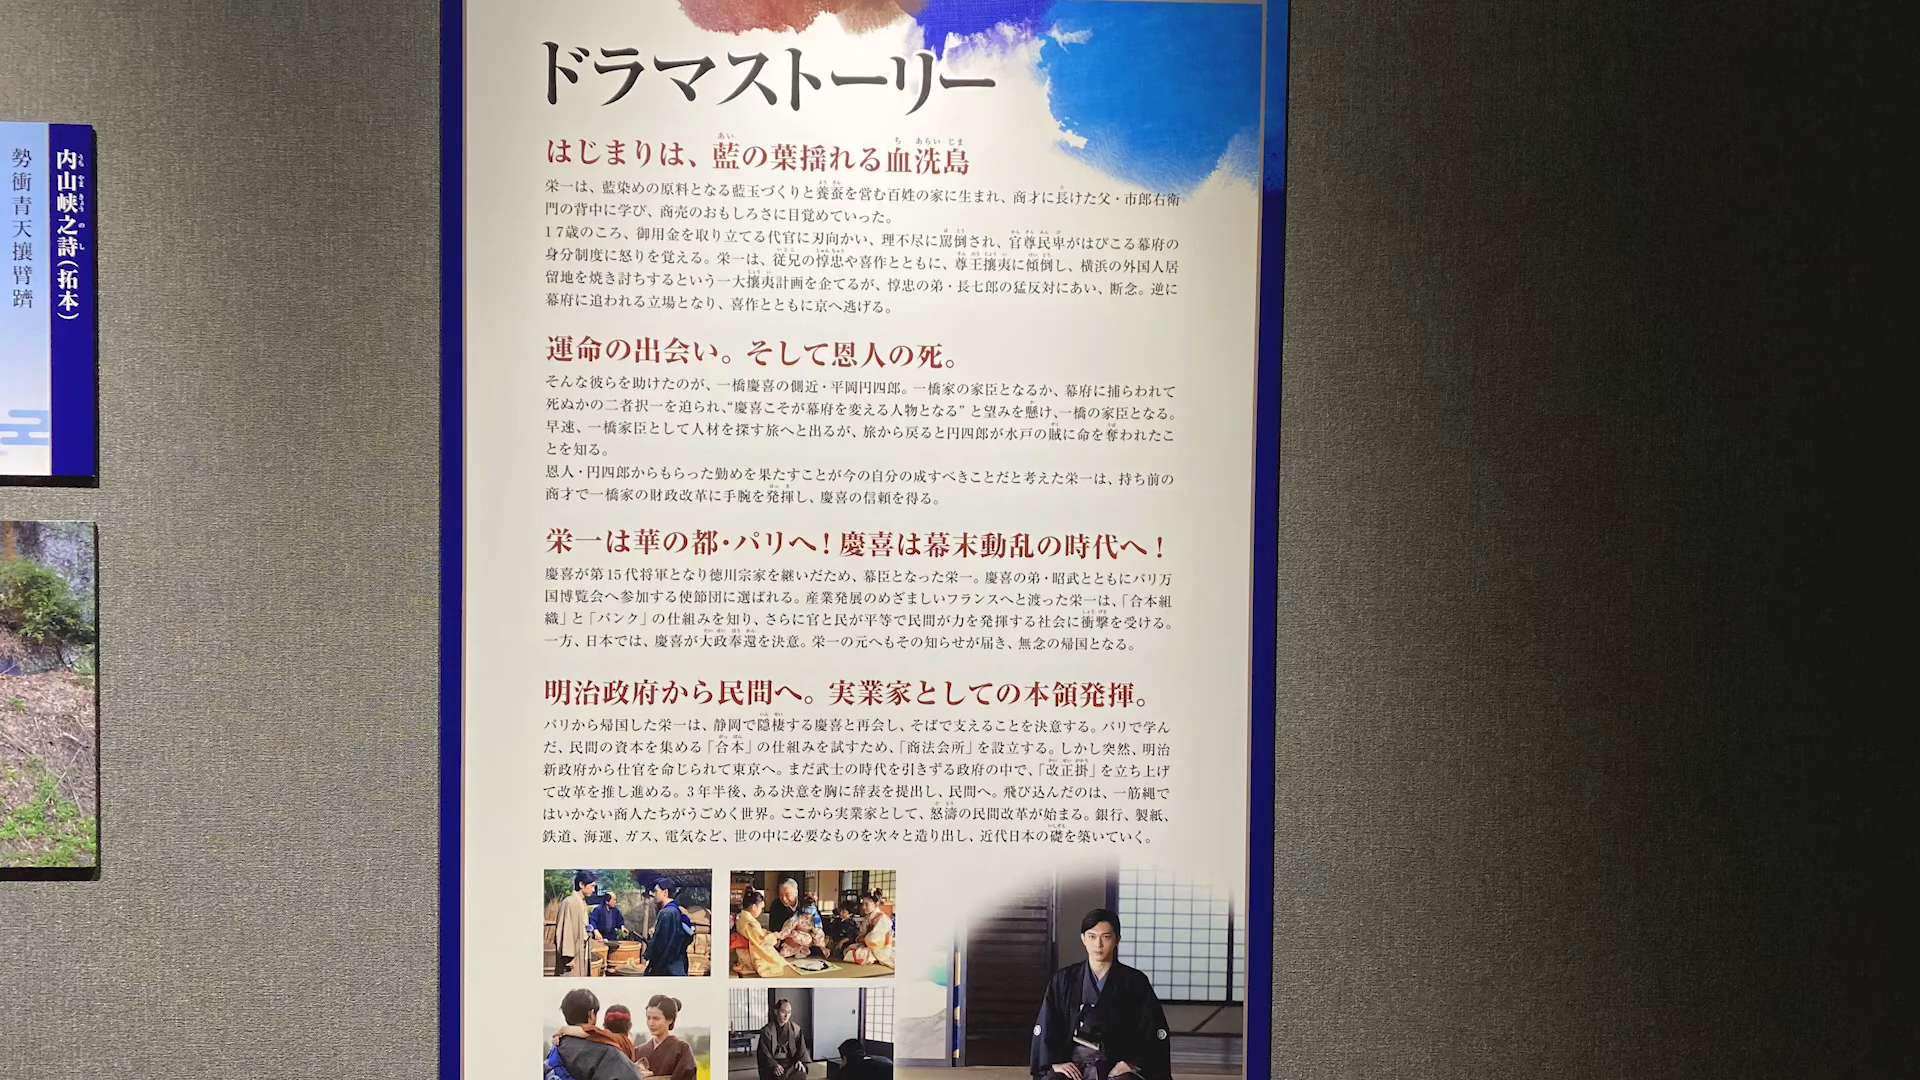 内山峡之詩(拓本)
勢衝青天攘臂躋
ドラマストーリー
はじまりは、藍の葉揺れる血洗島
栄一は、藍染めの原料となる藍玉づくりと養蚕を営む百姓の家に生まれ、商才に長けた父・市郎右衛
門の背中に学び、商売のおもしろさに目覚めていった。
17歳のころ、御用金を取り立てる代官に刃向かい、理不尽に罵倒され、官尊民卑がはびこる幕府の
身分制度に怒りを覚える。栄一は、従兄の惇忠や喜作とともに、尊王攘夷に傾倒し、横浜の外国人居
留地を焼き討ちするという一大攘夷計画を企てるが、惇忠の弟・長七郎の猛反対にあい、断念。逆に
幕府に追われる立場となり、喜作とともに京へ逃げる。
運命の出会い。そして恩人の死。
そんな彼らを助けたのが、一橋慶喜の側近・平岡円四郎。一橋家の家臣となるか、幕府に捕らわれて
死ぬかの二者択一を迫られ、“慶喜こそが幕府を変える人物となる”と望みを懸け、一橋の家臣となる。
早速、一橋家臣として人材を探す旅へと出るが、旅から戻ると円四郎が水戸の賊に命を奪われたこ
とを知る。
恩人・円四郎からもらった勤めを果たすことが今の自分の成すべきことだと考えた栄一は、持ち前の
商才で一橋家の財政改革に手腕を発揮し、慶喜の信頼を得る。
栄一は華の都・パリへ!慶喜は幕末動乱の時代へ!
慶喜が第15代将軍となり徳川宗家を継いだため、幕臣となった栄一。慶喜の弟・昭武とともにパリ万
国博覧会へ参加する使節団に選ばれる。産業発展のめざましいフランスへと渡った栄一は、「合本組
織」と「バンク」の仕組みを知り、さらに官と民が平等で民間が力を発揮する社会に衝撃を受ける。
一方、日本では、慶喜が大政奉還を決意。栄一の元へもその知らせが届き、無念の帰国となる。
明治政府から民間へ。実業家としての本領発揮。
パリから帰国した栄一は、静岡で隠棲する慶喜と再会し、そばで支えることを決意する。パリで学ん
だ、民間の資本を集める「合本」の仕組みを試すため、「商法会所」を設立する。しかし突然、明治
新政府から仕官を命じられて東京へ。まだ武士の時代を引きずる政府の中で、「改正掛」を立ち上げ
て改革を推し進める。3年半後、ある決意を胸に辞表を提出し、民間へ。飛び込んだのは、一筋縄で
はいかない商人たちがうごめく世界。ここから実業家として、怒濤の民間改革が始まる。銀行、製紙、
鉄道、海運、ガス、電気など、世の中に必要なものを次々と造り出し、近代日本の礎を築いていく。